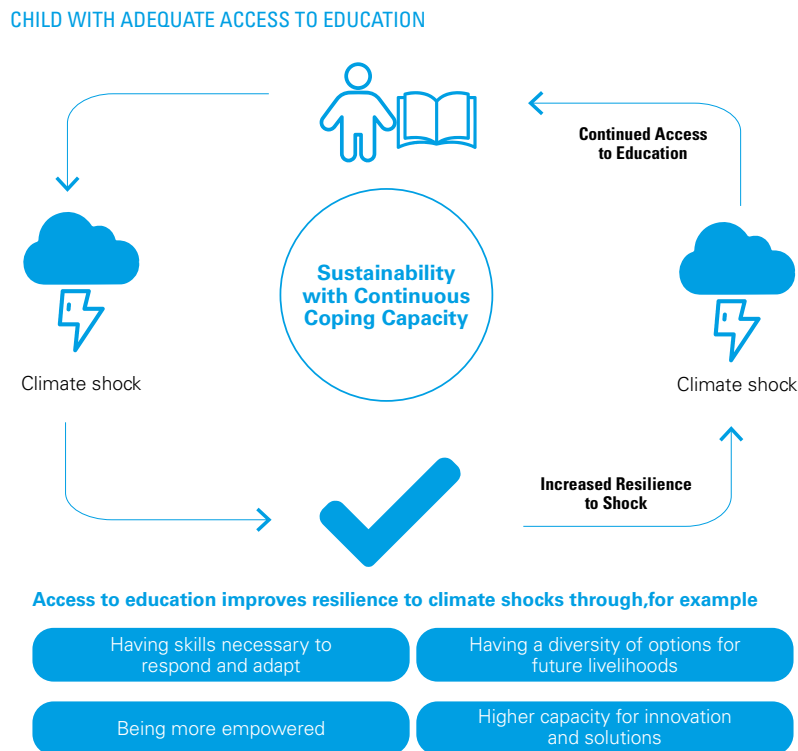 CHILD WITH ADEQUATE ACCESS TO EDUCATION
Continued Access
to Education
Sustainability
with Continuous
Coping Capacity
Climate shock
Climate shock
Increased Resilience
to Shock
Access to education improves resilience to climate shocks through,for example
Having skills necessary to
respond and adapt
Having a diversity of options for
future livelihoods
Being more empowered
Higher capacity for innovation
and solutions